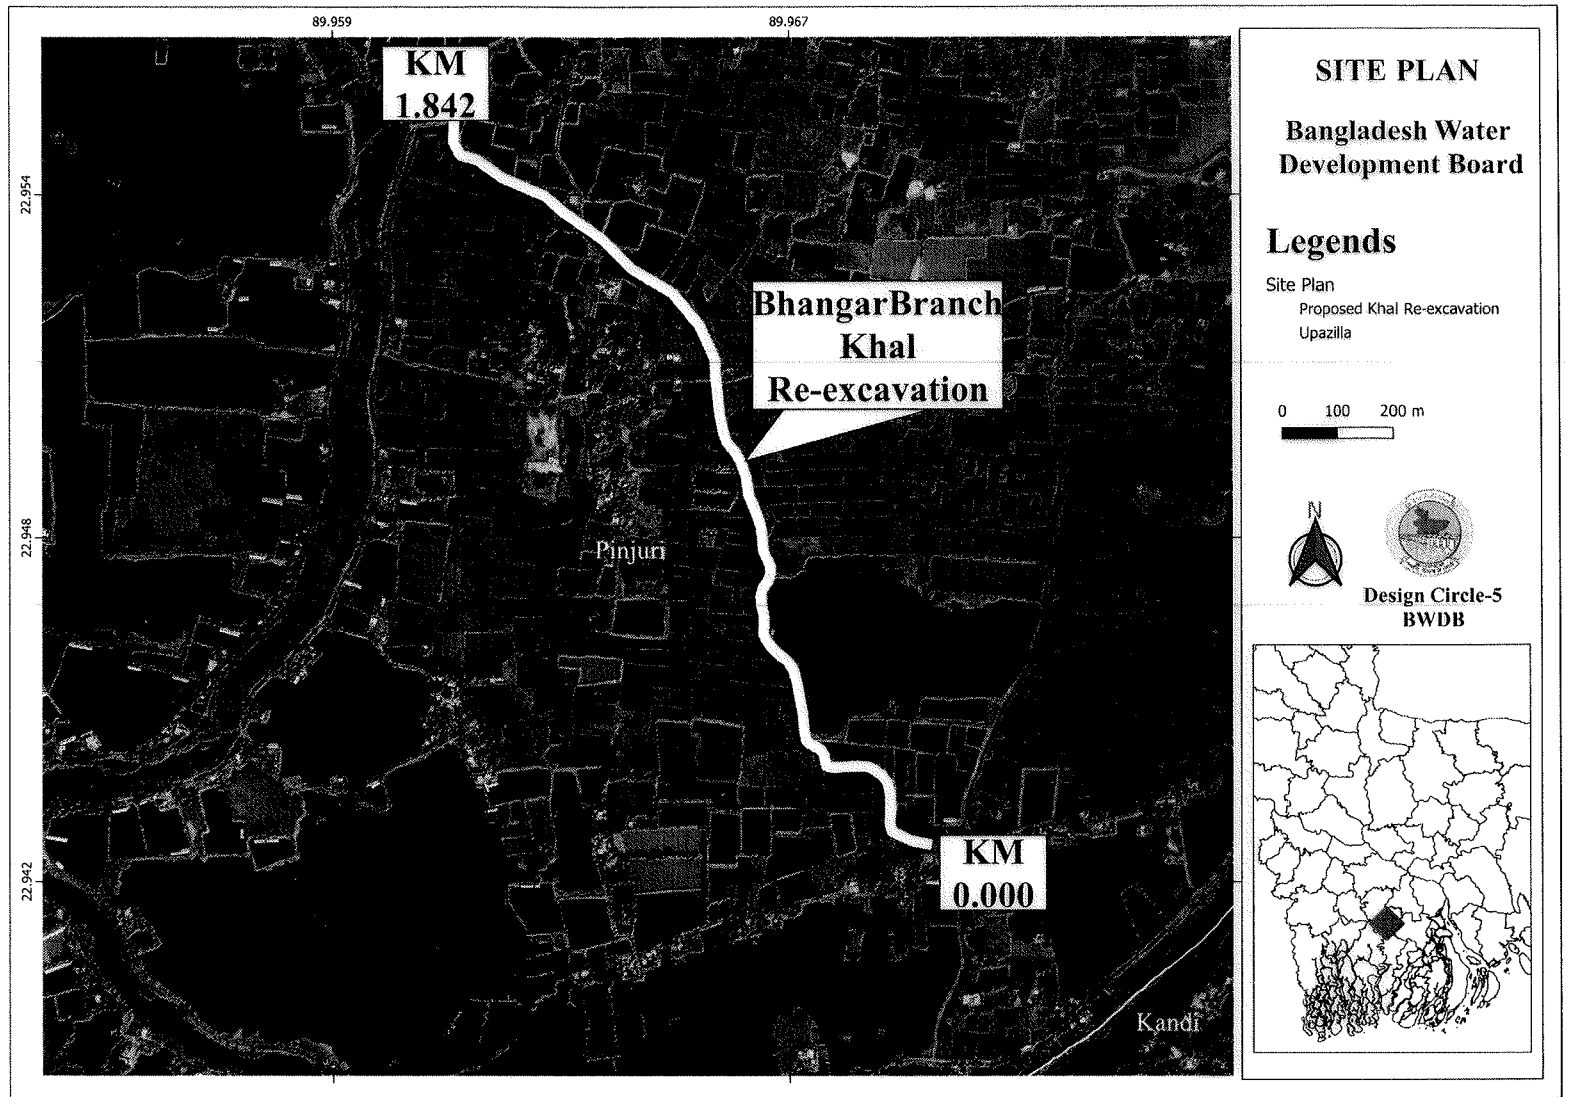 89.959
89.967
KM
1.842
22.954
BhangarBranch
Khal
Re-excavation
22.948
Pinjuri
22.942
KM
0.000
Kandi
SITE PLAN
Bangladesh Water
Development Board
Legends
Site Plan
Proposed Khal Re-excavation
Upazilla
0 100 200 m
N
Design Circle-5
BWDB